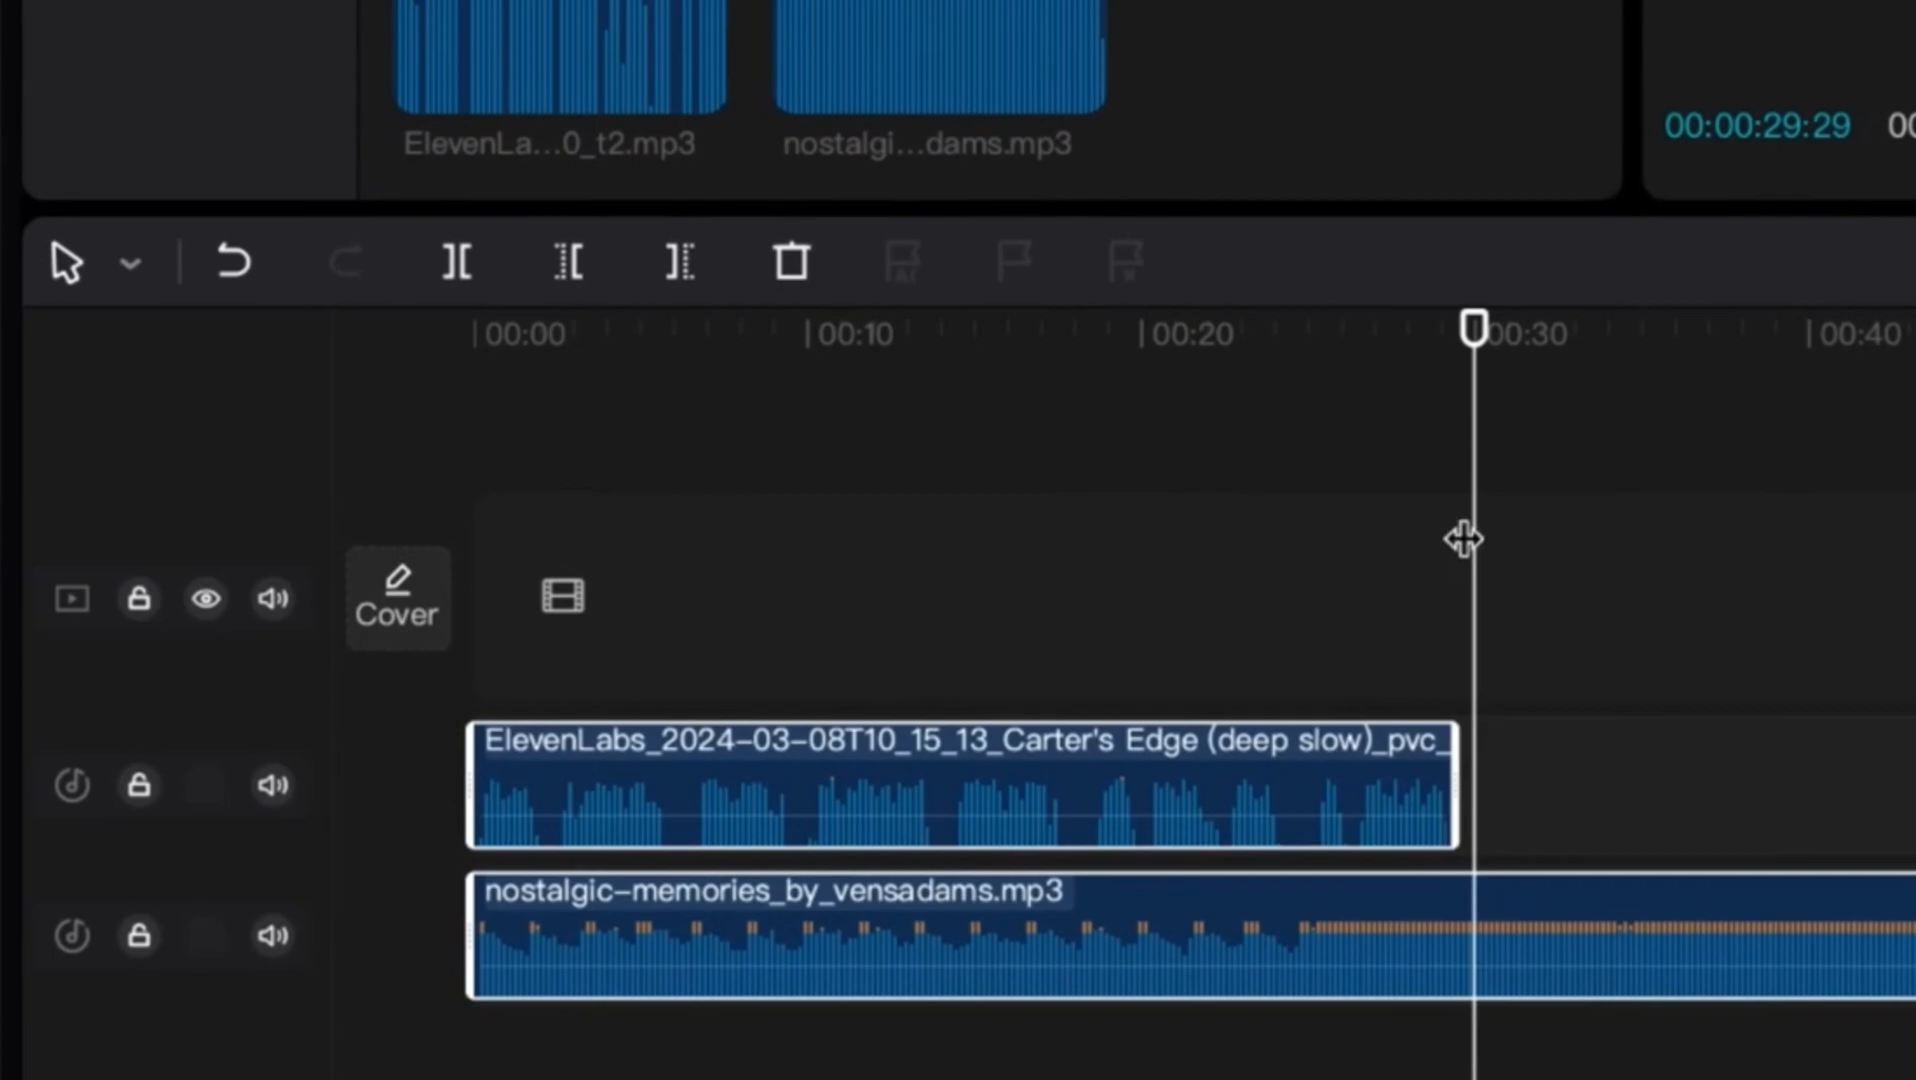 ElevenLa...0_t2.mp3
nostalgi...dams.mp3
00:00:29:29
00
00:00
00:10
00:20
00:30
00:40
Cover
ElevenLabs_2024-03-08T10_15_13_Carter's Edge (deep slow)_pvc_
nostalgic-memories_by_vensadams.mp3